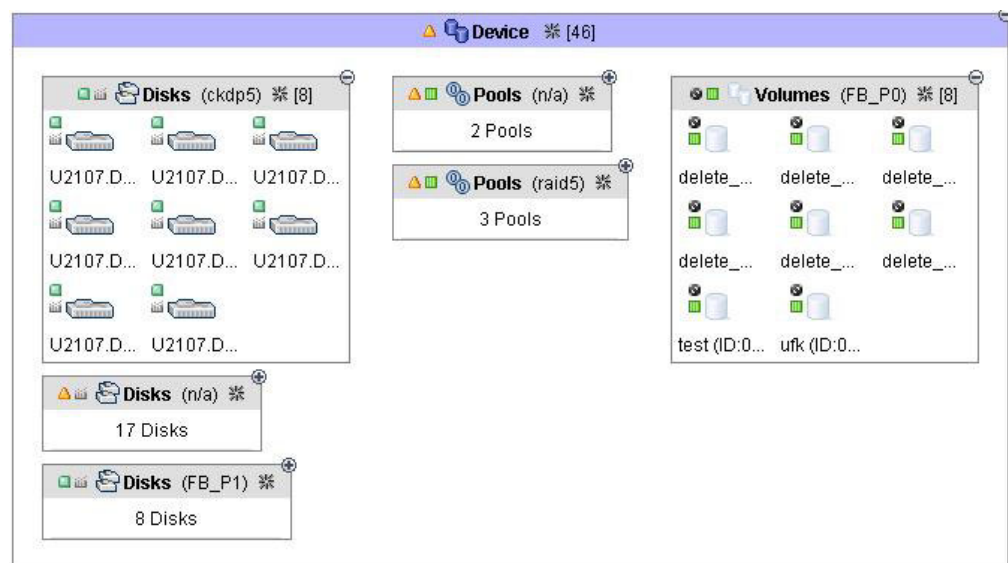 Device [46]
Disks (ckdp5) [8]
U2107.D... U2107.D... U2107.D...
U2107.D... U2107.D... U2107.D...
U2107.D... U2107.D...
Disks (n/a)
17 Disks
Disks (FB_P1)
8 Disks
Pools (n/a)
2 Pools
Pools (raid5)
3 Pools
Volumes (FB_P0) [8]
delete_... delete_... delete_...
delete_... delete_... delete_...
test (ID:0... ufk (ID:0...